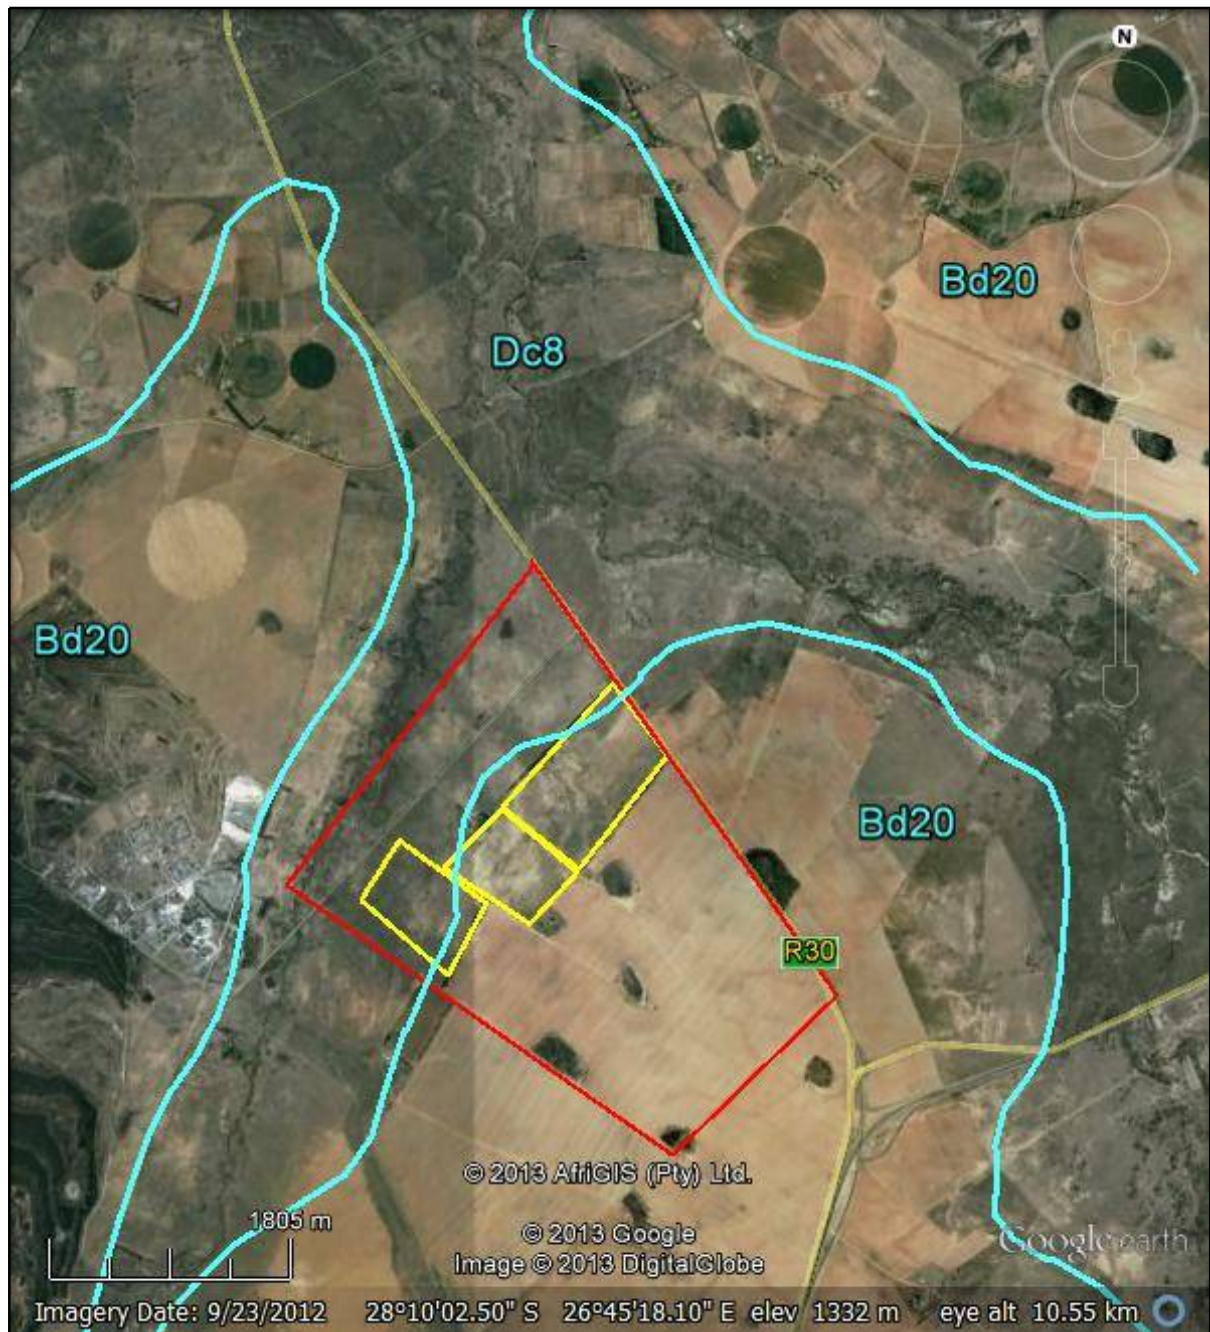 N
Bd20
Dc8
Bd20
Bd20
R30
© 2013 AfriGIS (Pty) Ltd.
1805 m
© 2013 Google
Image © 2013 DigitalGlobe
Google earth
Imagery Date: 9/23/2012 28°10'02.50" S 26°45'18.10" E elev 1332 m eye alt 10.55 km